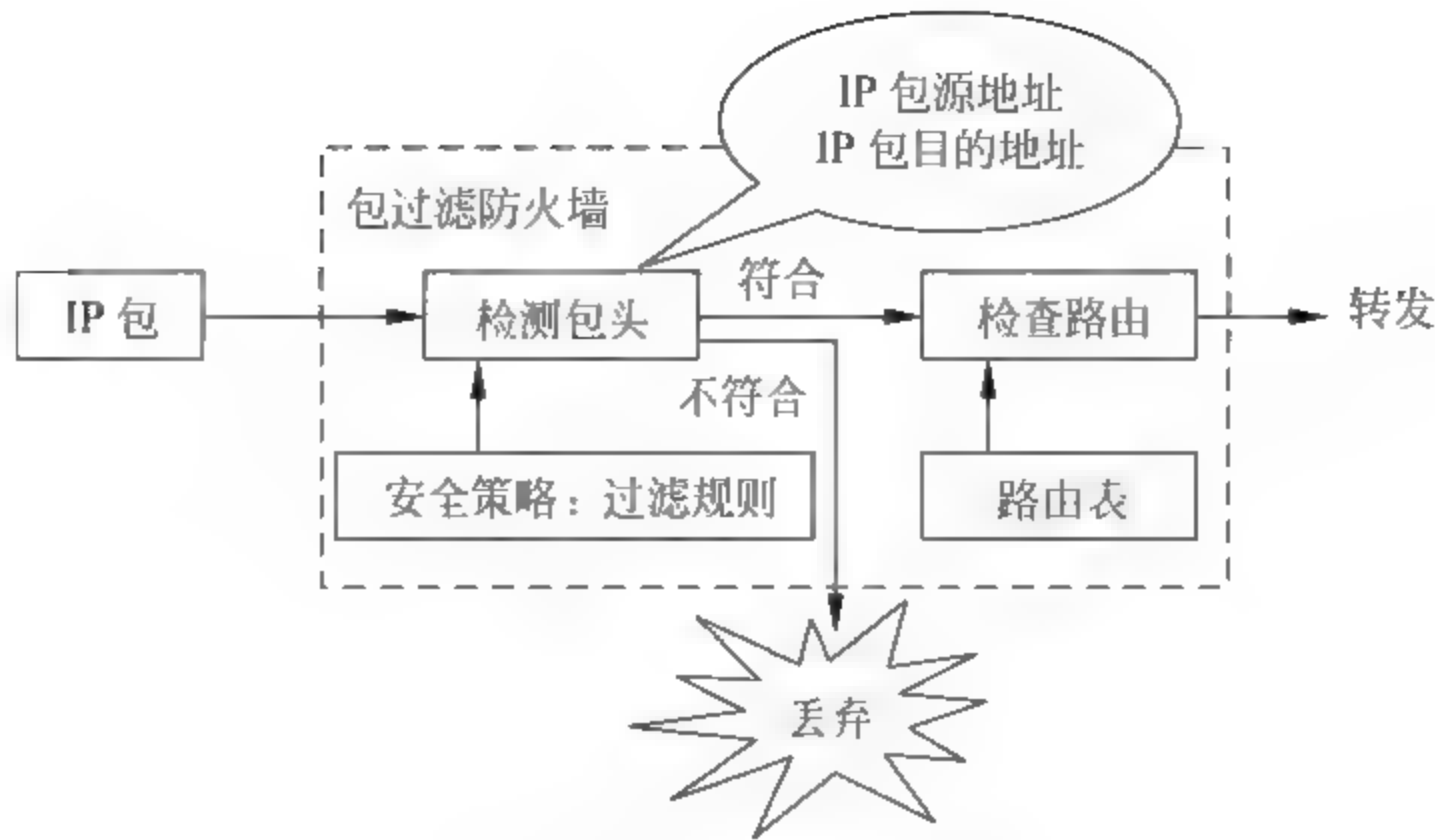 IP 包源地址
IP 包目的地址
包过滤防火墙
IP 包
检测包头
符合
检查路由
转发
不符合
安全策略：过滤规则
路由表
丢弃